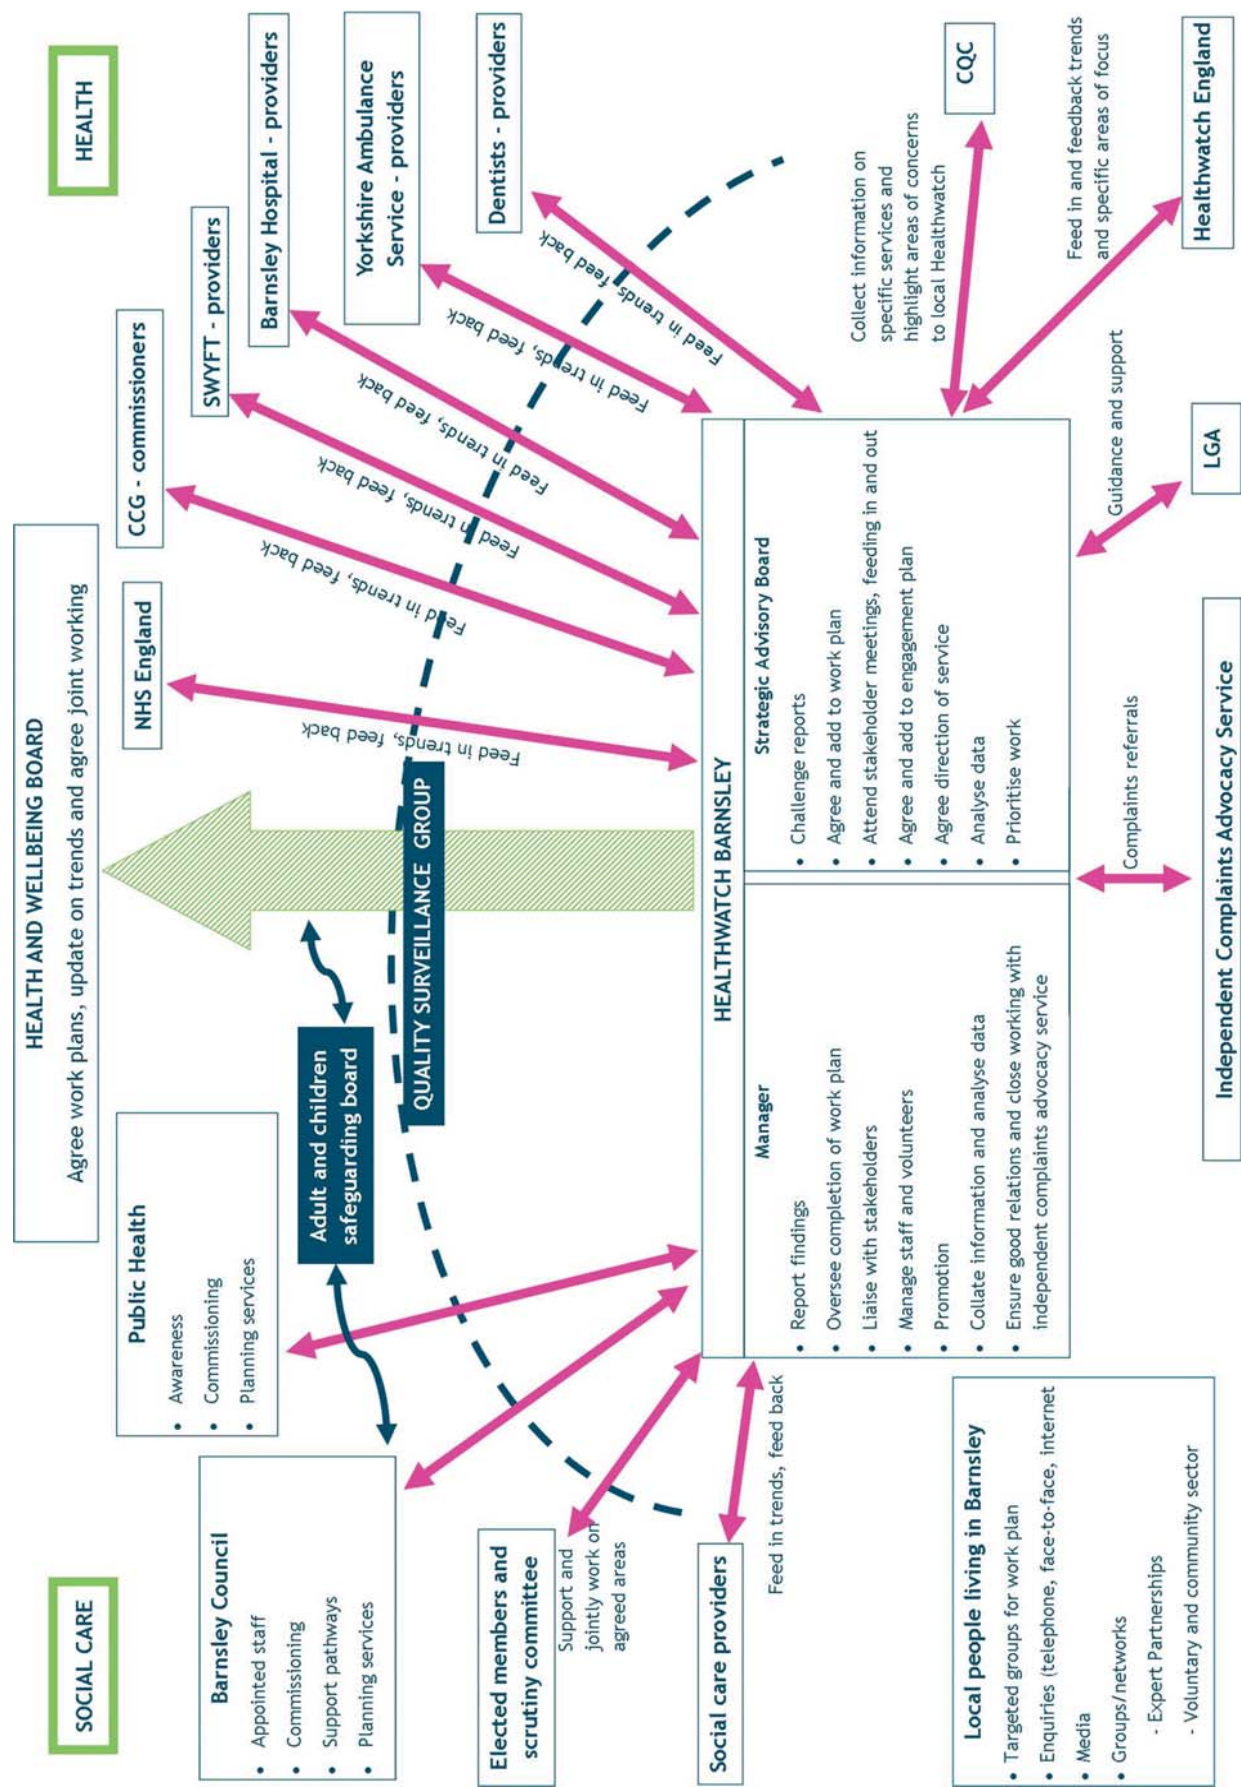 SOCIAL CARE
HEALTH
HEALTH AND WELLBEING BOARD
Agree work plans, update on trends and agree joint working
Barnsley Council
• Appointed staff
• Commissioning
• Support pathways
• Planning services
Public Health
• Awareness
• Commissioning
• Planning services
NHS England
CCG - commissioners
SWYFT - providers
Barnsley Hospital - providers
Yorkshire Ambulance
Service - providers
Dentists - providers
Adult and children
safeguarding board
QUALITY SURVEILLANCE GROUP
Feed in trends, feed back
Feed in trends, feed back
Feed in trends, feed back
Feed in trends, feed back
Feed in trends, feed back
Feed in trends, feed back
Elected members and
scrutiny committee
Support and
jointly work on
agreed areas
Social care providers
Feed in trends, feed back
HEALTHWATCH BARNSLEY
Manager
• Report findings
• Oversee completion of work plan
• Liaise with stakeholders
• Manage staff and volunteers
• Promotion
• Collate information and analyse data
• Ensure good relations and close working with
independent complaints advocacy service
Strategic Advisory Board
• Challenge reports
• Agree and add to work plan
• Attend stakeholder meetings, feeding in and out
• Agree and add to engagement plan
• Agree direction of service
• Analyse data
• Prioritise work
Collect information on
specific services and
highlight areas of concerns
to local Healthwatch
CQC
Feed in and feedback trends
and specific areas of focus
Healthwatch England
Guidance and support
LGA
Complaints referrals
Independent Complaints Advocacy Service
Local people living in Barnsley
• Targeted groups for work plan
• Enquiries (telephone, face-to-face, internet
• Media
• Groups/networks
- Expert Partnerships
- Voluntary and community sector